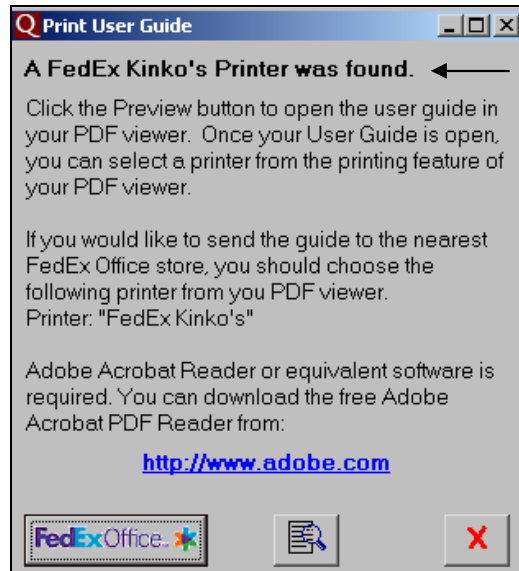 Q Print User Guide
A FedEx Kinko's Printer was found.
Click the Preview button to open the user guide in
your PDF viewer. Once your User Guide is open,
you can select a printer from the printing feature of
your PDF viewer.
If you would like to send the guide to the nearest
FedEx Office store, you should choose the
following printer from you PDF viewer.
Printer: "FedEx Kinko's"
Adobe Acrobat Reader or equivalent software is
required. You can download the free Adobe
Acrobat PDF Reader from:
http://www.adobe.com
FedExOffice.
X